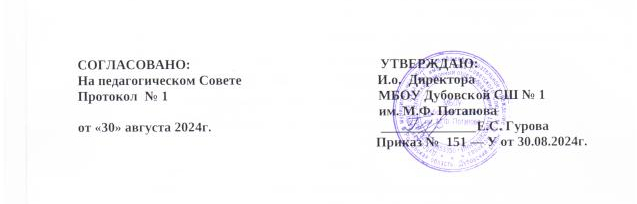 СОГЛАСОВАНО:
На педагогическом Совете
Протокол № 1
от «30» августа 2024г.
УТВЕРЖДАЮ:
И.о. Директора
МБОУ Дубовской СШ № 1
им. М.Ф. Потапова
______________Е.С. Гурова
Приказ № 151 — У от 30.08.2024г.